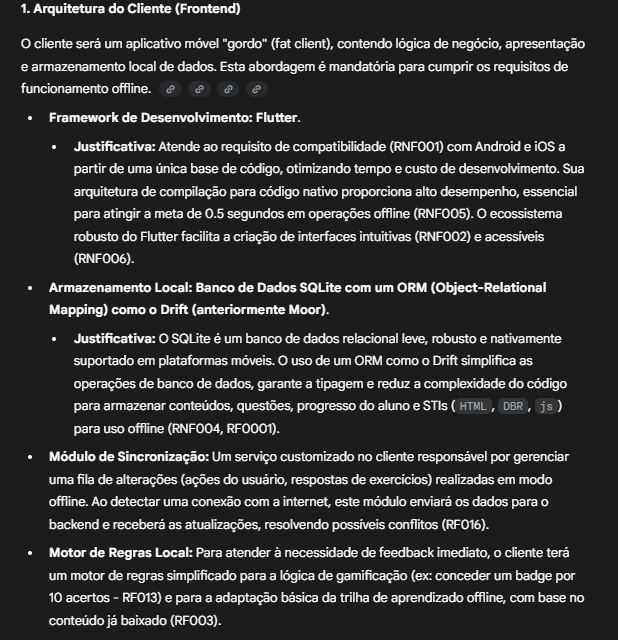 1. Arquitetura do Cliente (Frontend)
O cliente será um aplicativo móvel "gordo" (fat client), contendo lógica de negócio, apresentação
e armazenamento local de dados. Esta abordagem é mandatória para cumprir os requisitos de
funcionamento offline.
• Framework de Desenvolvimento: Flutter.
• Justificativa: Atende ao requisito de compatibilidade (RNF001) com Android e iOS a
partir de uma única base de código, otimizando tempo e custo de desenvolvimento. Sua
arquitetura de compilação para código nativo proporciona alto desempenho, essencial
para atingir a meta de 0.5 segundos em operações offline (RNF005). O ecossistema
robusto do Flutter facilita a criação de interfaces intuitivas (RNF002) e acessíveis
(RNF006).
• Armazenamento Local: Banco de Dados SQLite com um ORM (Object-Relational
Mapping) como o Drift (anteriormente Moor).
• Justificativa: O SQLite é um banco de dados relacional leve, robusto e nativamente
suportado em plataformas móveis. O uso de um ORM como o Drift simplifica as
operações de banco de dados, garante a tipagem e reduz a complexidade do código
para armazenar conteúdos, questões, progresso do aluno e STIs ( HTML , DBR , js )
para uso offline (RNF004, RF0001).
• Módulo de Sincronização: Um serviço customizado no cliente responsável por gerenciar
uma fila de alterações (ações do usuário, respostas de exercícios) realizadas em modo
offline. Ao detectar uma conexão com a internet, este módulo enviará os dados para o
backend e receberá as atualizações, resolvendo possíveis conflitos (RF016).
• Motor de Regras Local: Para atender à necessidade de feedback imediato, o cliente terá
um motor de regras simplificado para a lógica de gamificação (ex: conceder um badge por
10 acertos - RF013) e para a adaptação básica da trilha de aprendizado offline, com base no
conteúdo já baixado (RF003).